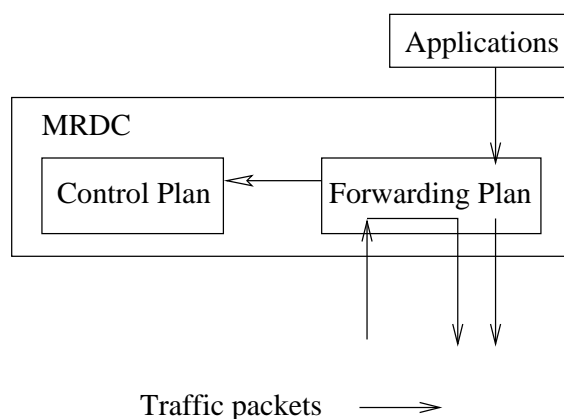 Applications
MRDC
Control Plan
Forwarding Plan
Traffic packets